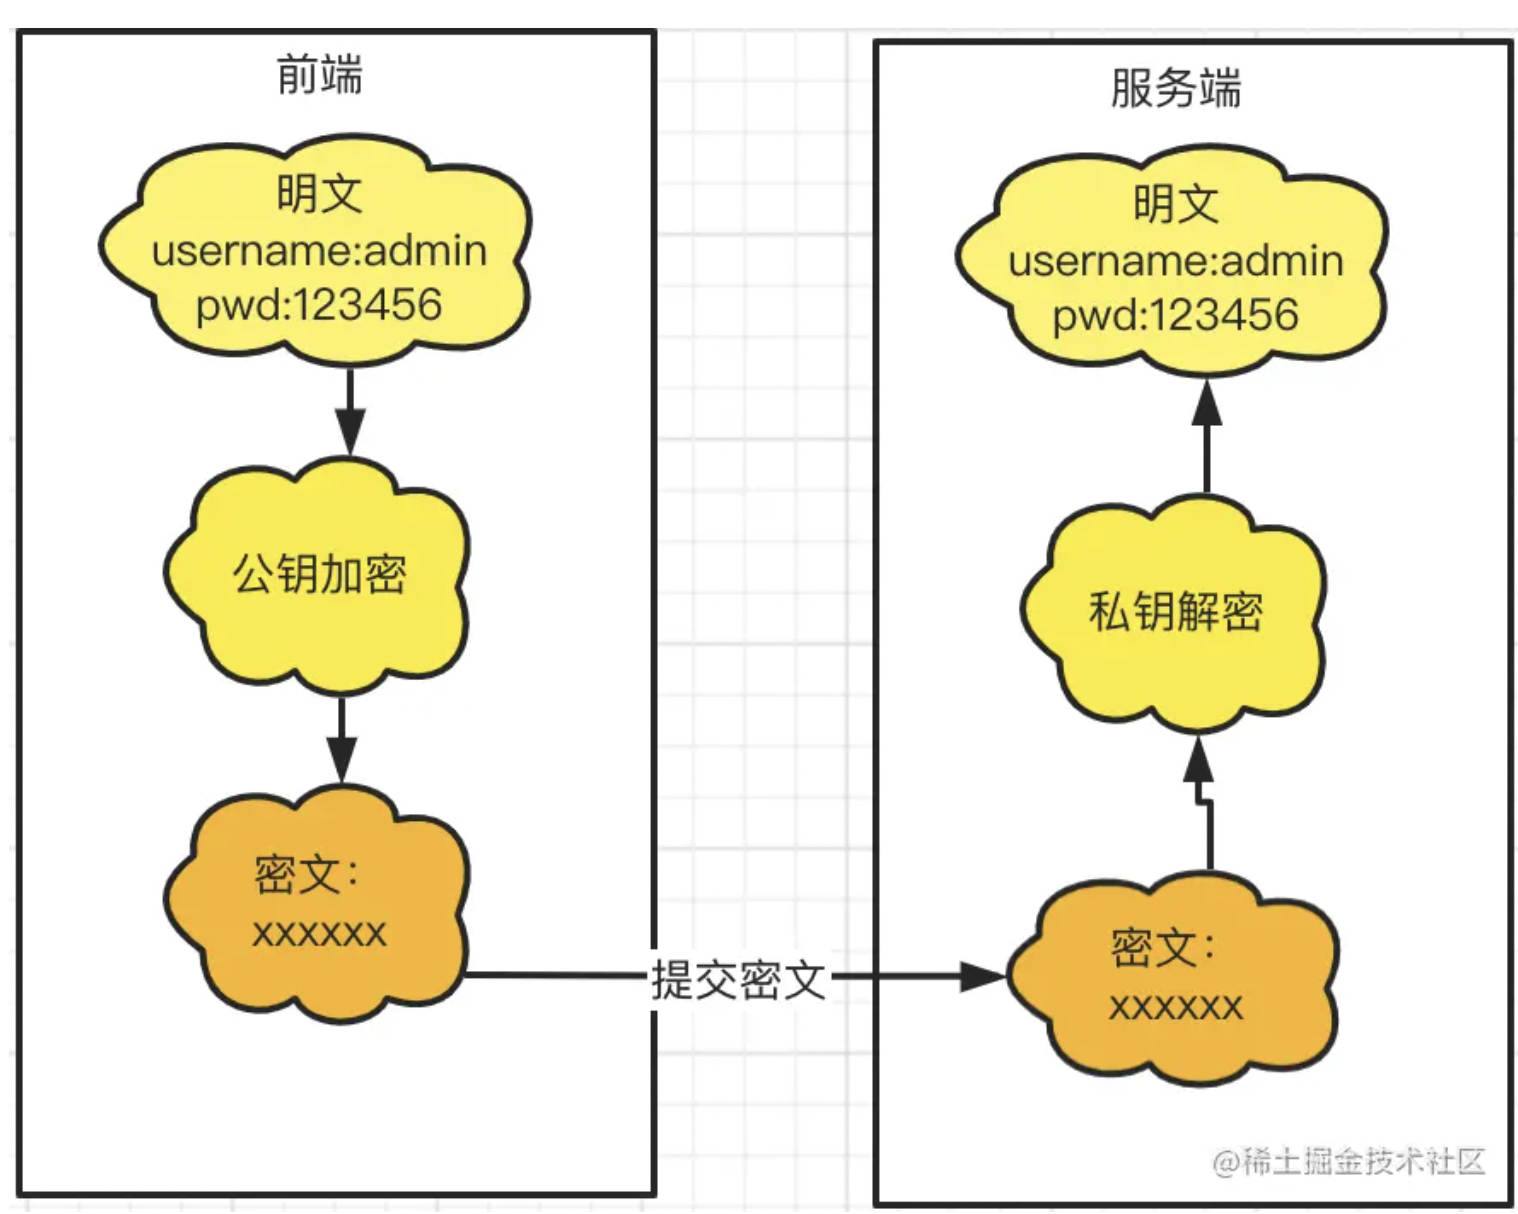 前端
明文
username:admin
pwd:123456
公钥加密
密文：
xxxxxx
提交密文
服务端
明文
username:admin
pwd:123456
私钥解密
密文：
xxxxxx
@稀土掘金技术社区